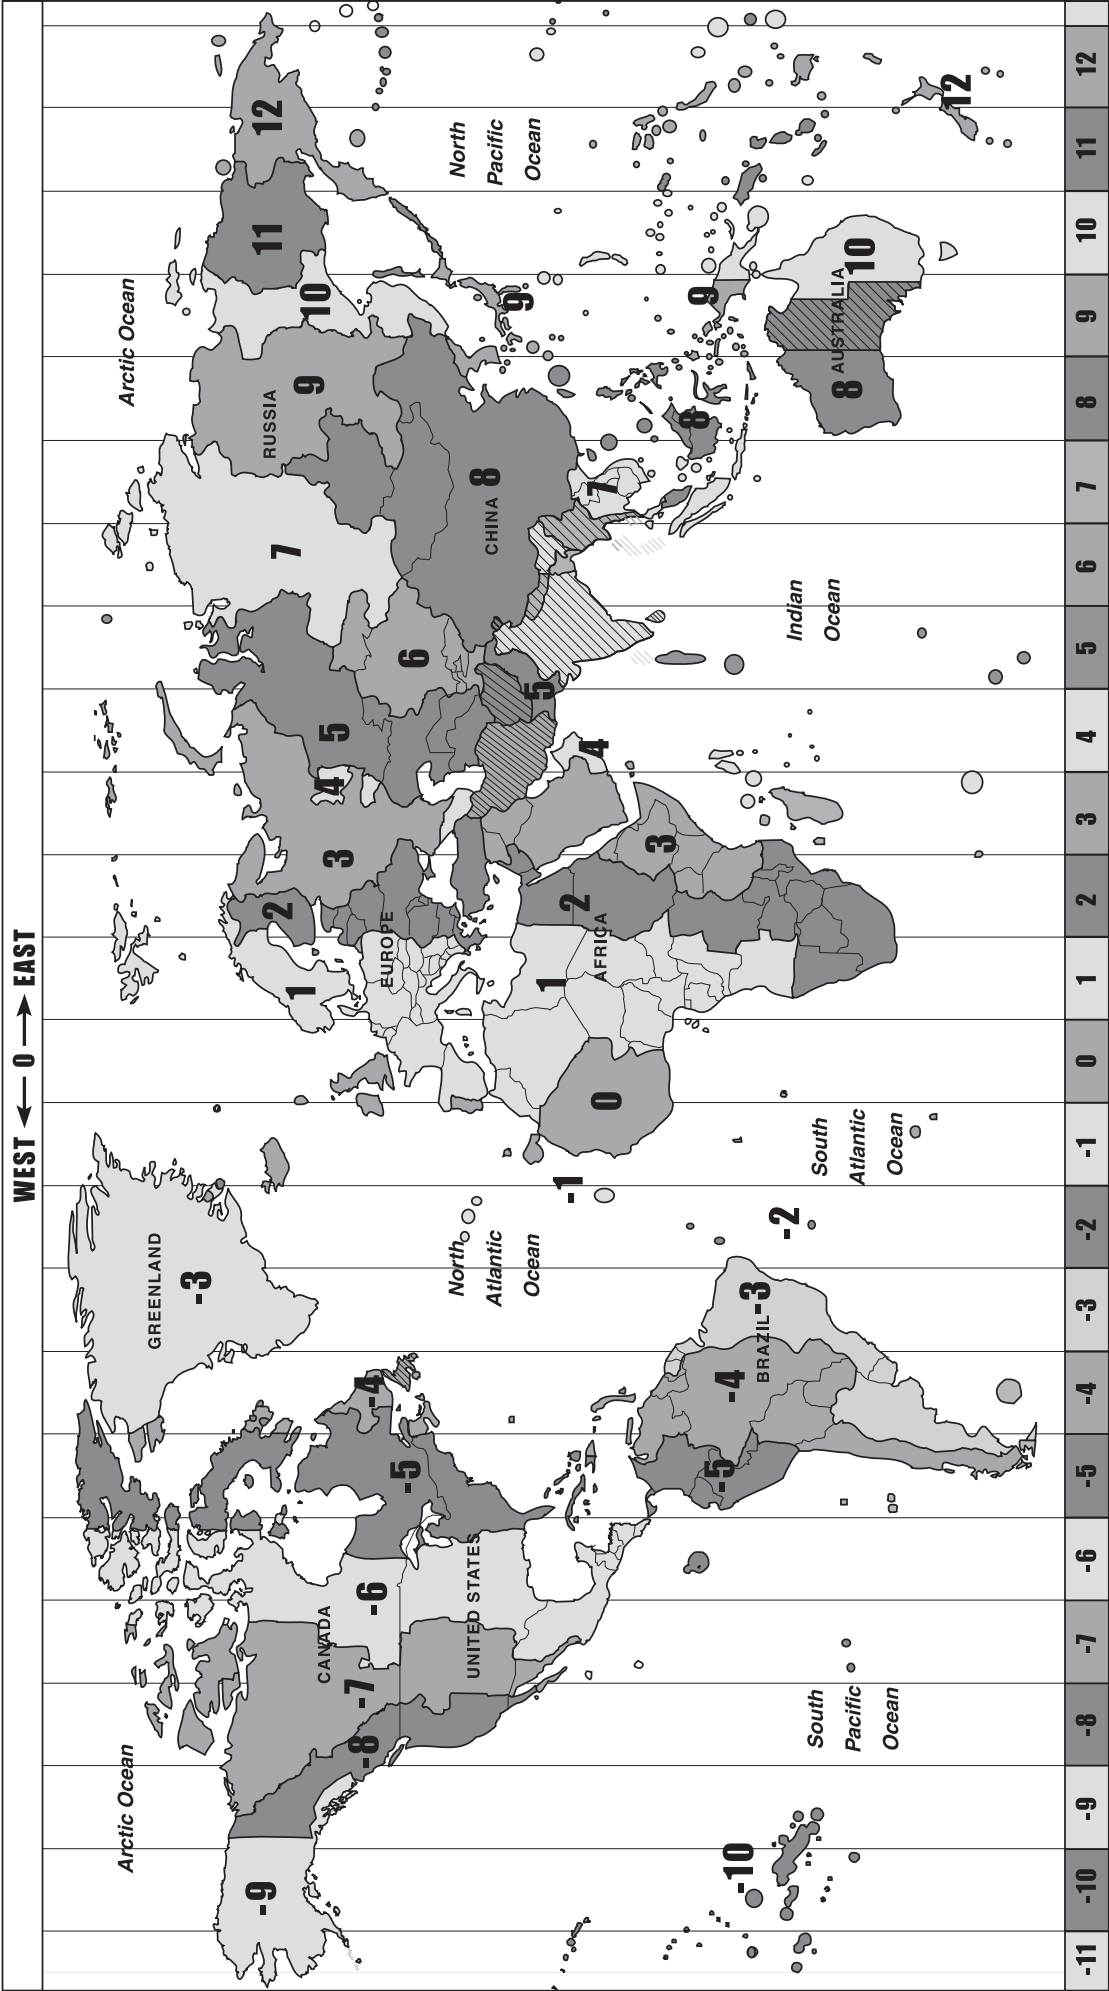 WEST ← 0 → EAST
Arctic Ocean
Arctic Ocean
GREENLAND
-3
-9
CANADA
-8
-7
-6
-5
-4
UNITED STATES
North
Atlantic
Ocean
-1
-2
BRAZIL
-3
-4
-5
-10
South
Pacific
Ocean
South
Atlantic
Ocean
1
2
3
4
5
EUROPE
0
1
2
3
AFRICA
4
5
6
7
RUSSIA
9
10
11
12
CHINA
8
7
9
North
Pacific
Ocean
8
9
Indian
Ocean
8
AUSTRALIA
10
12
-11 -10 -9 -8 -7 -6 -5 -4 -3 -2 -1 0 1 2 3 4 5 6 7 8 9 10 11 12